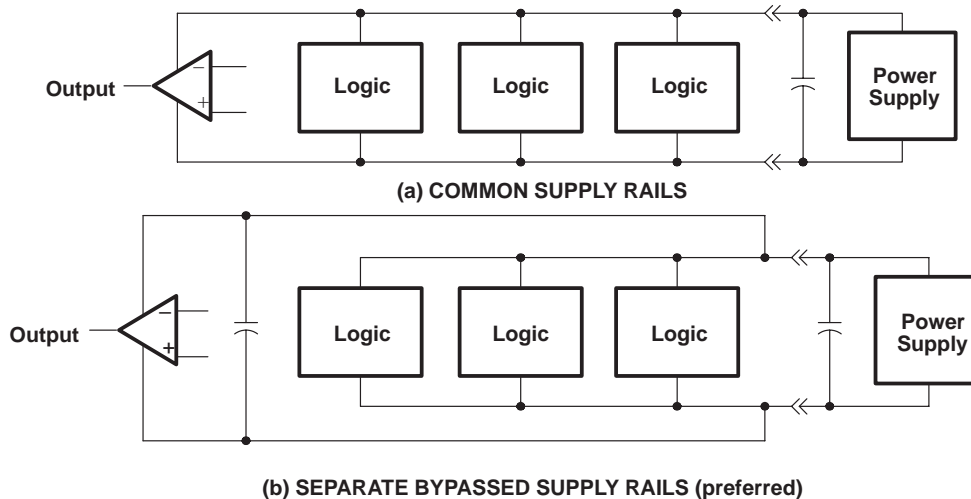 Output
−
+
Logic
Logic
Logic
Power
Supply
(a) COMMON SUPPLY RAILS
Output
−
+
Logic
Logic
Logic
Power
Supply
(b) SEPARATE BYPASSED SUPPLY RAILS (preferred)